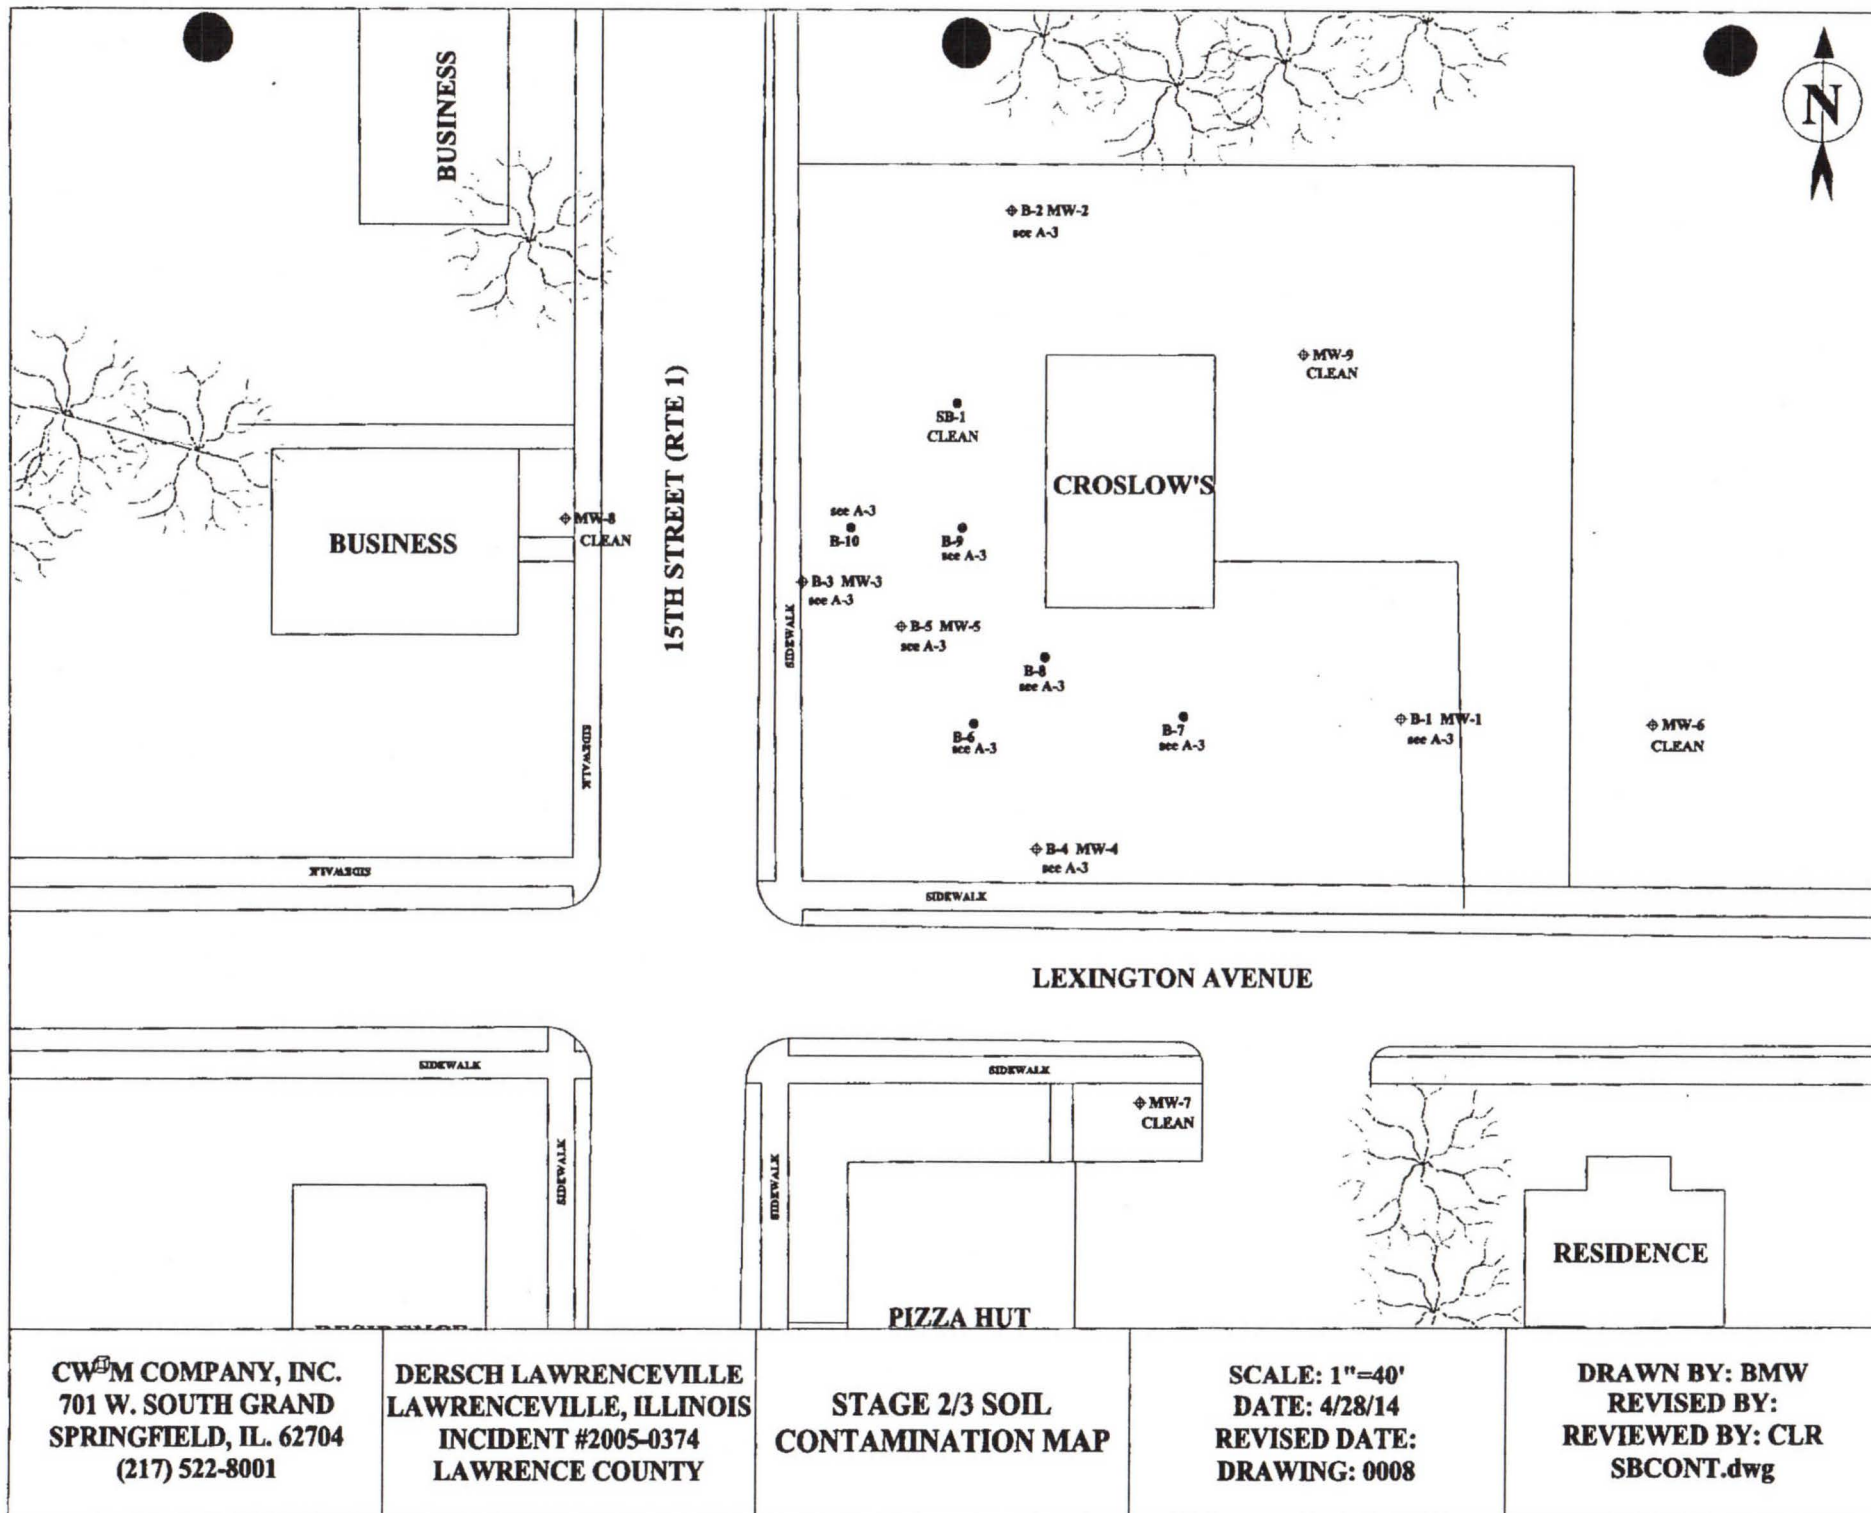 BUSINESS
N
B-2 MW-2
see A-3
MW-9
CLEAN
15TH STREET (RTE 1)
SB-1
CLEAN
CROSLOW'S
see A-3
B-10
B-9
see A-3
MW-8
CLEAN
BUSINESS
B-3 MW-3
see A-3
SIDEWALK
B-5 MW-5
see A-3
B-8
see A-3
B-6
see A-3
B-7
see A-3
B-1 MW-1
see A-3
MW-6
CLEAN
SIDEWALK
B-4 MW-4
see A-3
SIDEWALK
SIDEWALK
LEXINGTON AVENUE
SIDEWALK
SIDEWALK
MW-7
CLEAN
SIDEWALK
SIDEWALK
RESIDENCE
PIZZA HUT
RESIDENCE
CW M COMPANY, INC.
701 W. SOUTH GRAND
SPRINGFIELD, IL. 62704
(217) 522-8001
DERSCH LAWRENCEVILLE
LAWRENCEVILLE, ILLINOIS
INCIDENT #2005-0374
LAWRENCE COUNTY
STAGE 2/3 SOIL
CONTAMINATION MAP
SCALE: 1"=40'
DATE: 4/28/14
REVISED DATE:
DRAWING: 0008
DRAWN BY: BMW
REVISED BY:
REVIEWED BY: CLR
SBCONT.dwg